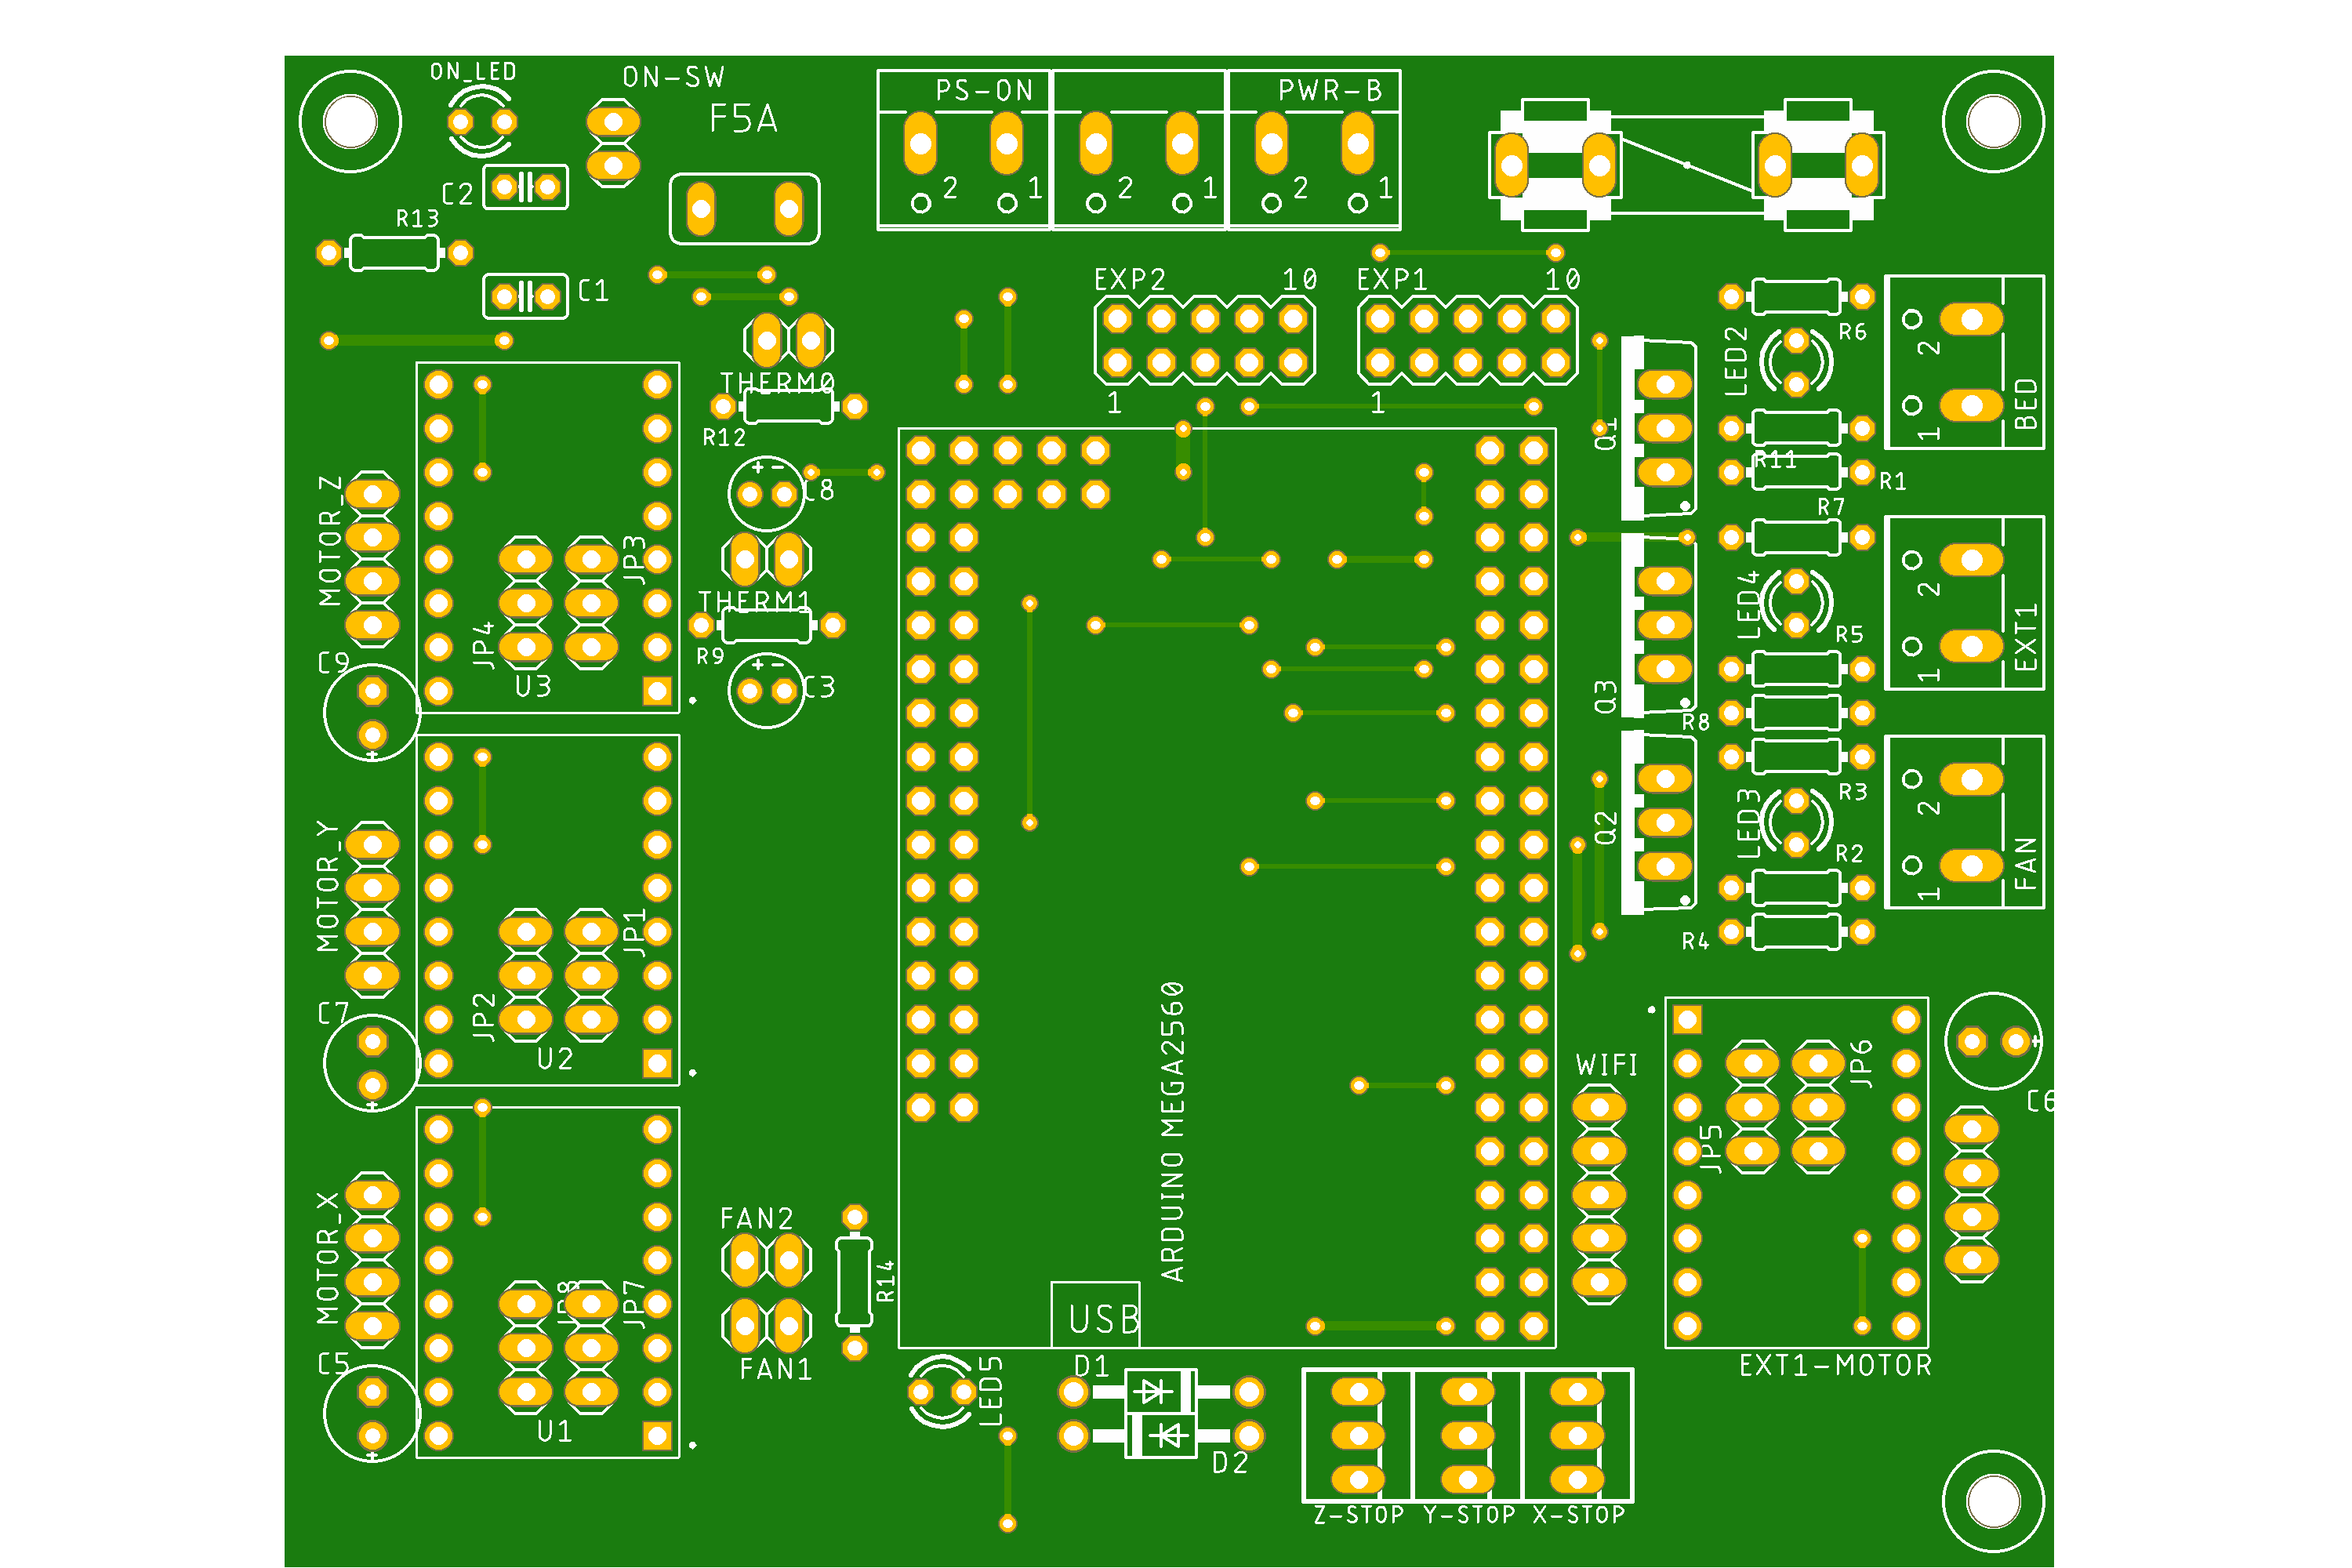 ON_LED
ON-SW
F5A
PS-ON
PWR-B
2 1
2 1
2 1
C2
R13
C1
EXP2 10
EXP1 10
1
1
THERM0
R12
C8
THERM1
R9
C3
MOTOR_Z
JP3
JP4
U3
C9
MOTOR_Y
JP1
JP2
U2
C7
MOTOR_X
JP8
JP7
U1
C5
FAN2
FAN1
R14
LED5
USB
ARDUINO MEGA2560
D1
D2
Z-STOP Y-STOP X-STOP
WIFI
JP6
JP5
EXT1-MOTOR
C6
Q1
Q3
Q2
LED2
R6
R11
R1
R7
LED4
R5
R8
R3
LED3
R2
R4
2
1
BED
2
1
EXT1
2
1
FAN